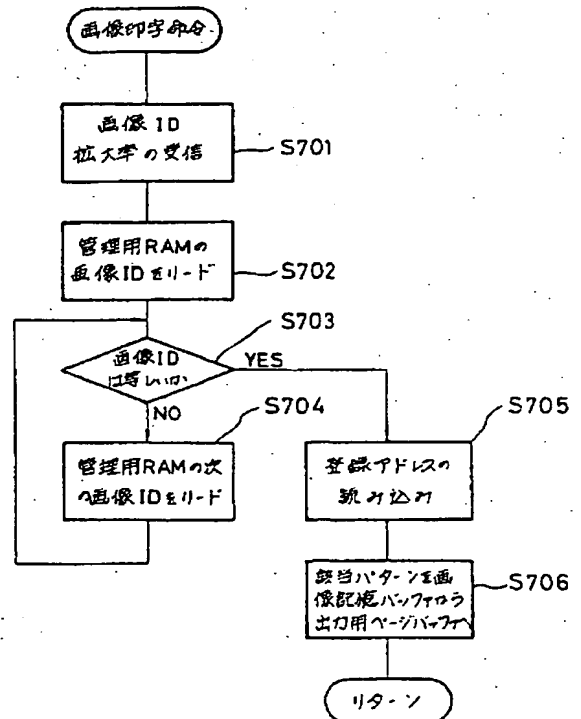 画像印字命令
画像ID
拡大率の受信
S701
管理用RAMの
画像IDをリード
S702
S703
画像ID
は等しいか
YES
NO
S704
管理用RAMの次
の画像IDをリード
S705
登録アドレスの
読み込み
該当パターンを画
像記憶バッファから
出力用ページバッファへ
S706
リターン